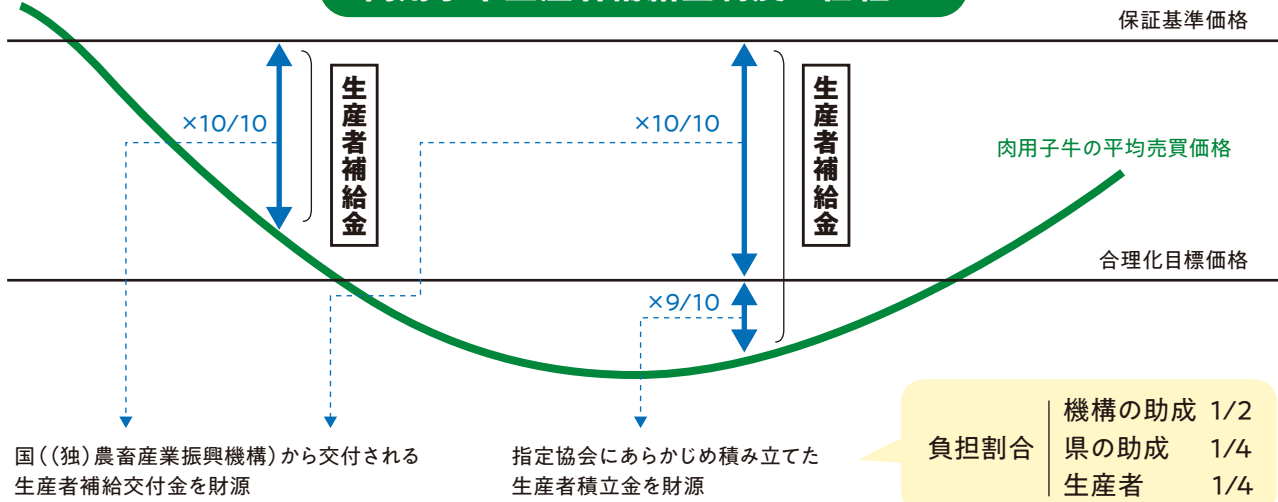 保証基準価格
×10/10
生産者補給金
×10/10
生産者補給金
肉用子牛の平均売買価格
合理化目標価格
×9/10
国((独)農畜産業振興機構)から交付される
生産者補給交付金を財源
指定協会にあらかじめ積み立てた
生産者積立金を財源
負担割合
機構の助成 1/2
県の助成 1/4
生産者 1/4